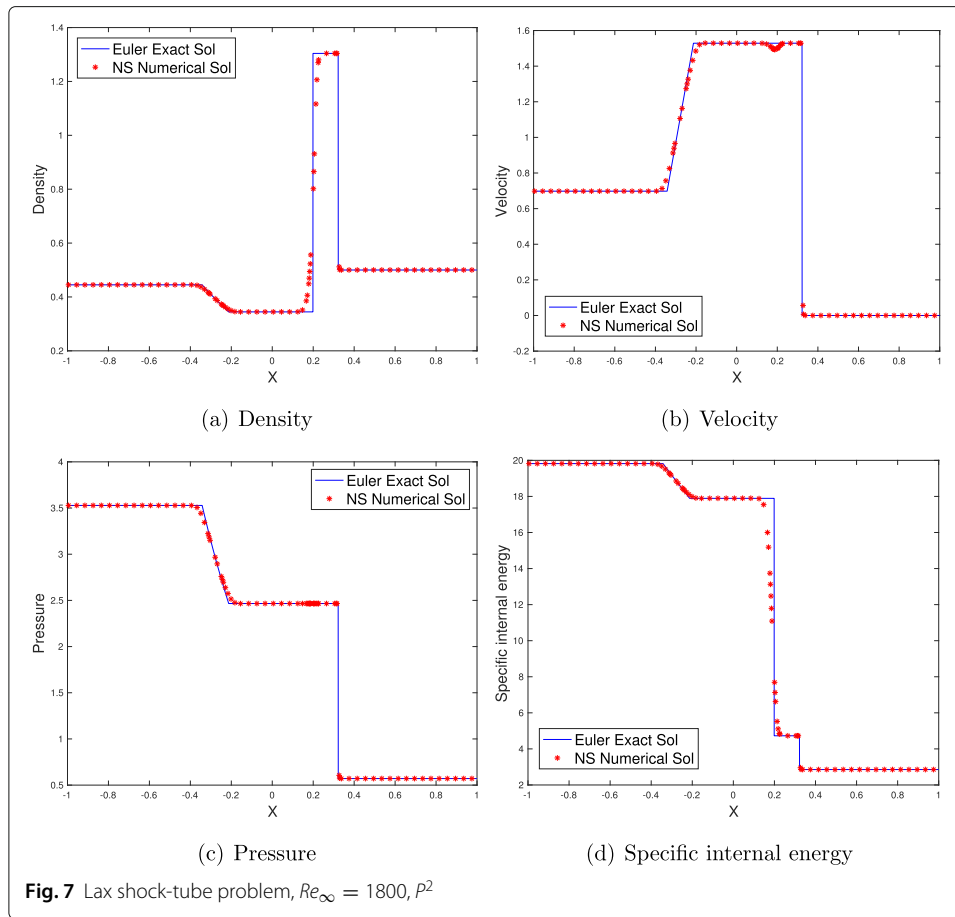 1.4
1.2
1
0.8
0.6
0.4
0.2
Density
Euler Exact Sol
NS Numerical Sol
-1 -0.8 -0.6 -0.4 -0.2 0 0.2 0.4 0.6 0.8 1
X
(a) Density
1.6
1.4
1.2
1
0.8
0.6
0.4
0.2
0
-0.2
Velocity
Euler Exact Sol
NS Numerical Sol
-1 -0.8 -0.6 -0.4 -0.2 0 0.2 0.4 0.6 0.8 1
X
(b) Velocity
4
3.5
3
2.5
2
1.5
1
0.5
Pressure
Euler Exact Sol
NS Numerical Sol
-1 -0.8 -0.6 -0.4 -0.2 0 0.2 0.4 0.6 0.8 1
X
(c) Pressure
20
18
16
14
12
10
8
6
4
2
Specific internal energy
Euler Exact Sol
NS Numerical Sol
-1 -0.8 -0.6 -0.4 -0.2 0 0.2 0.4 0.6 0.8 1
X
(d) Specific internal energy
Fig. 7 Lax shock-tube problem, Re∞ = 1800, P²